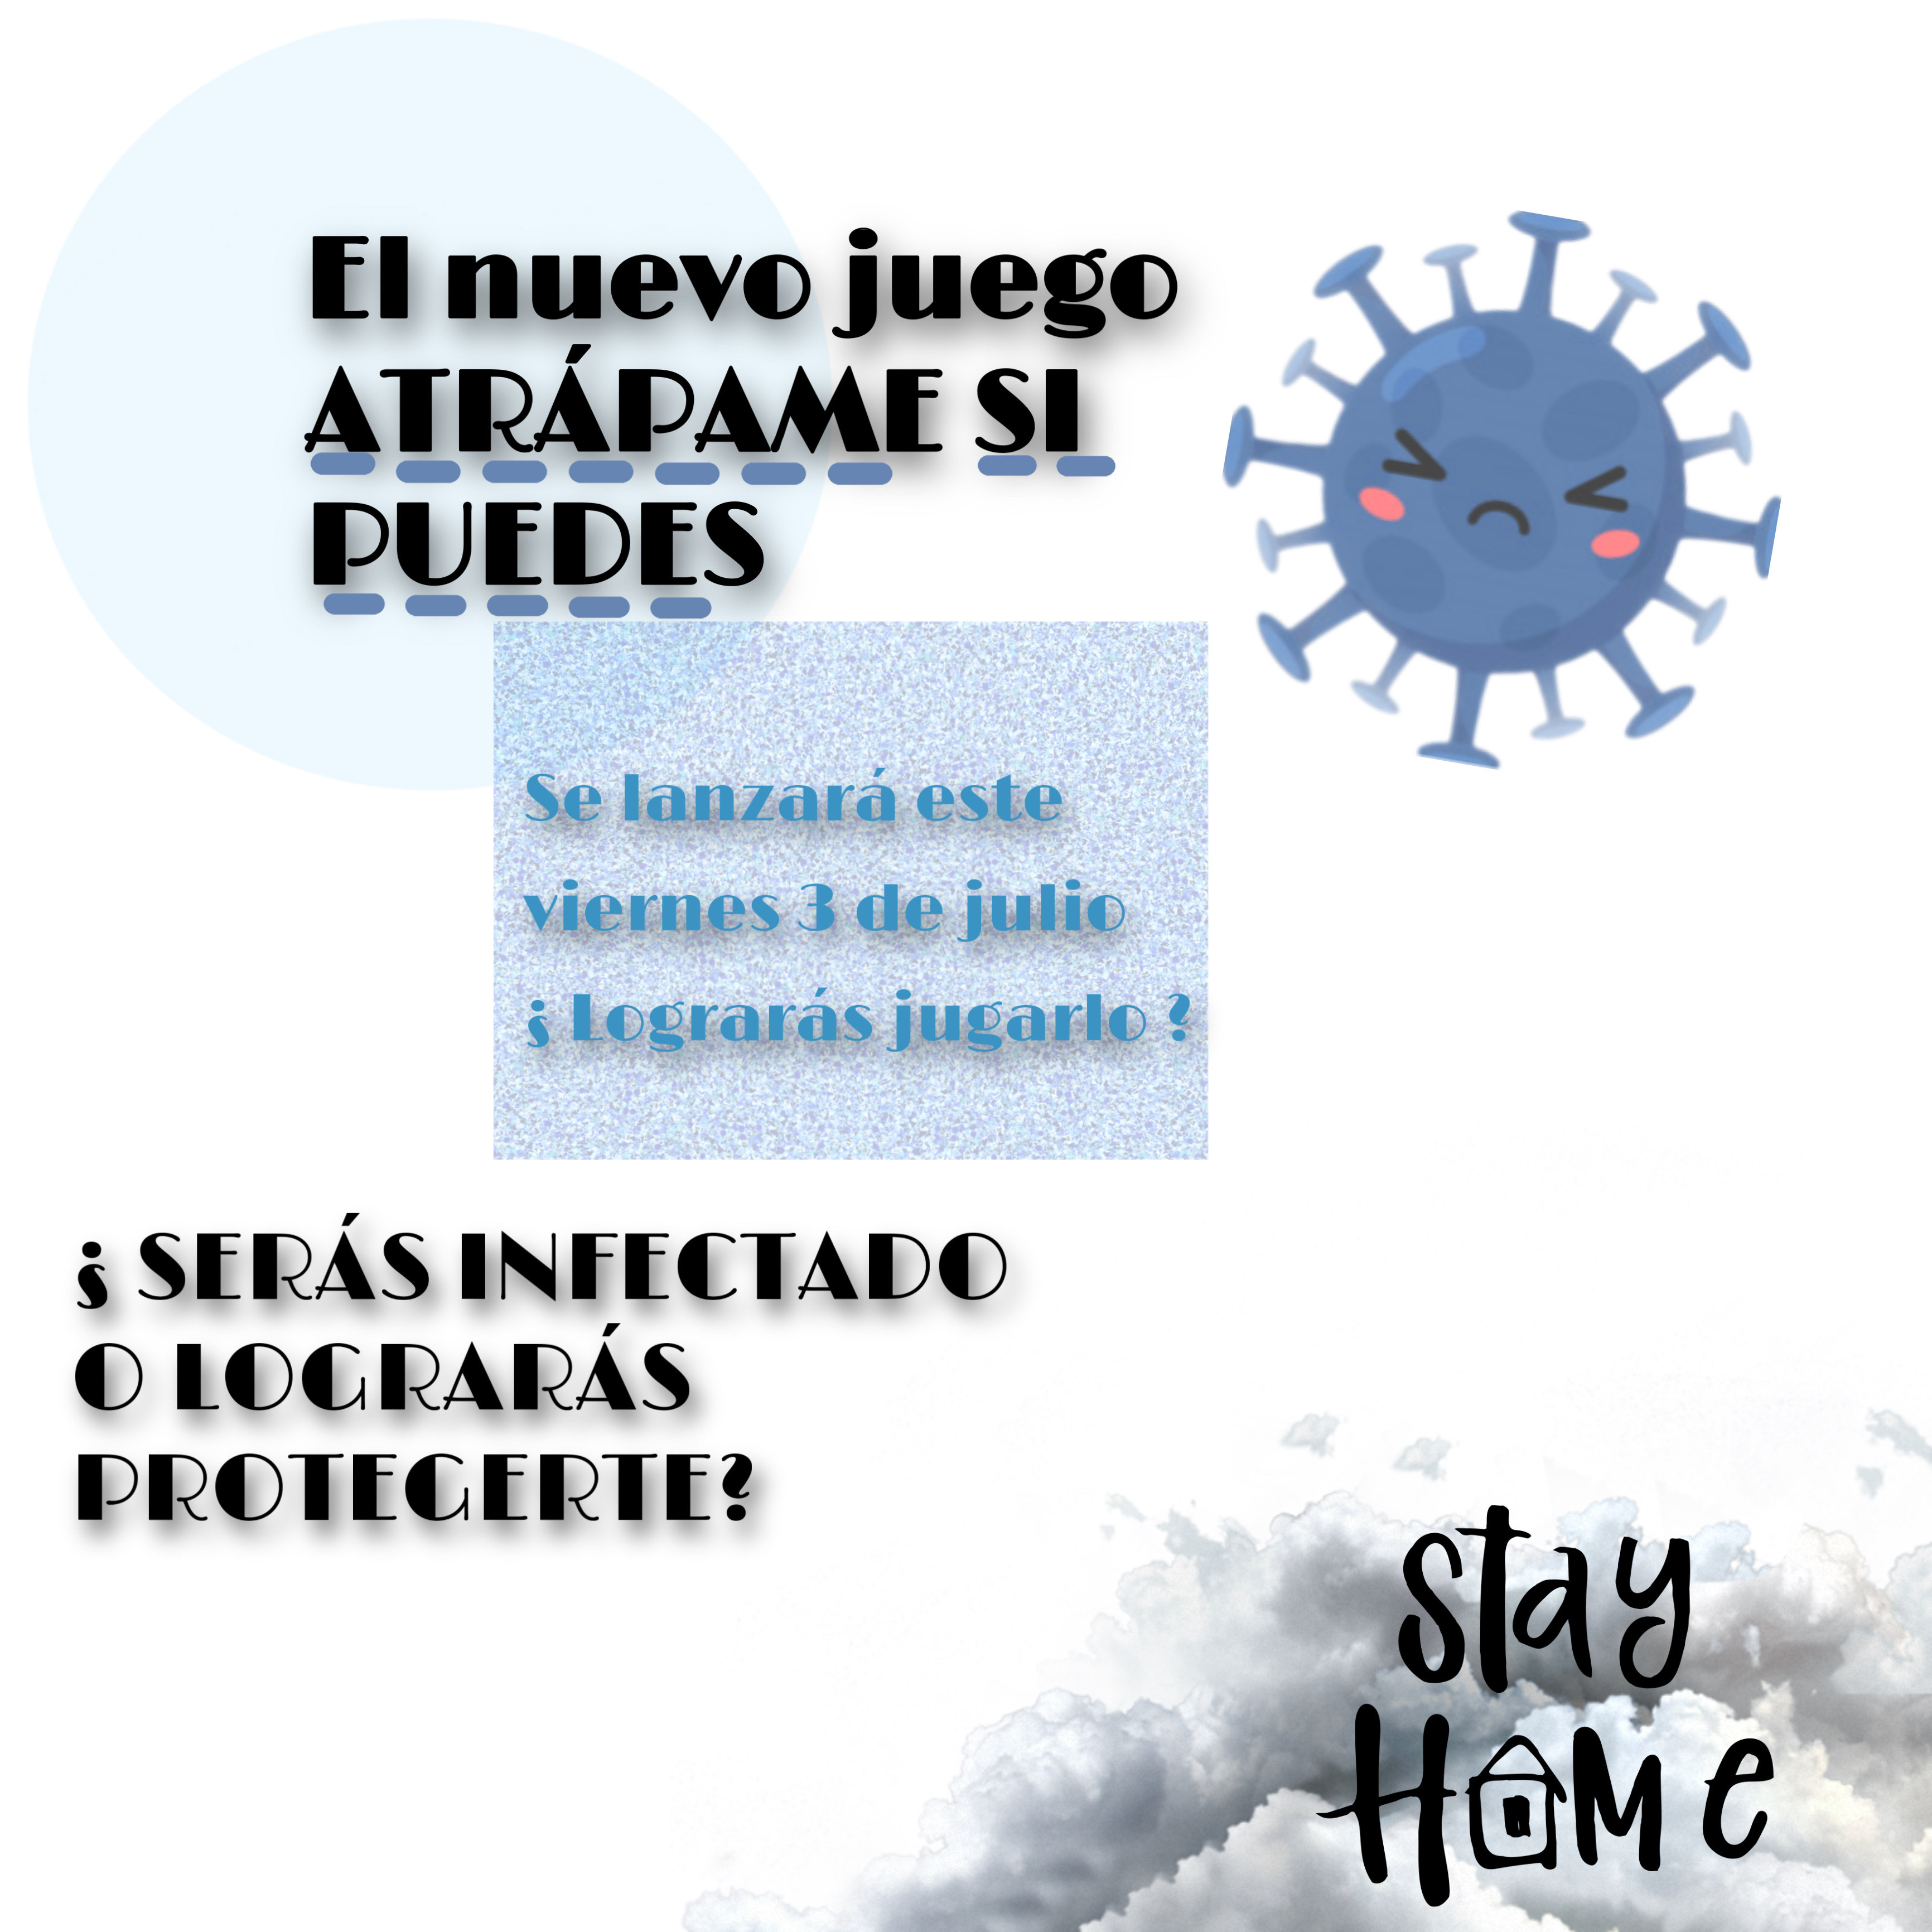 El nuevo juego
ATRÁPAME SI
PUEDES
Se lanzará este
viernes 3 de julio
¿ Lograrás jugarlo ?
¿ SERÁS INFECTADO
O LOGRARÁS
PROTEGERTE?
stay
Home